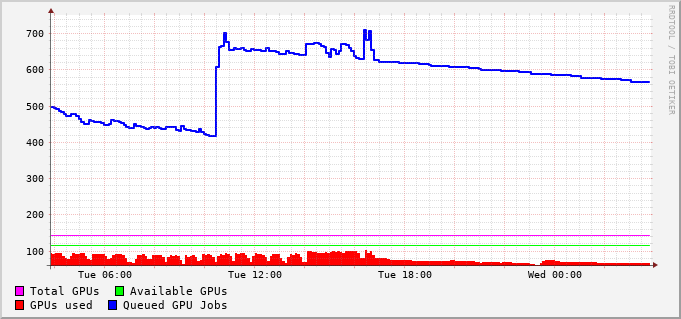 700
600
500
400
300
200
100
Tue 06:00 Tue 12:00 Tue 18:00 Wed 00:00
Total GPUs Available GPUs
GPUs used Queued GPU Jobs
RRDTOOL / TOBI OETIKER